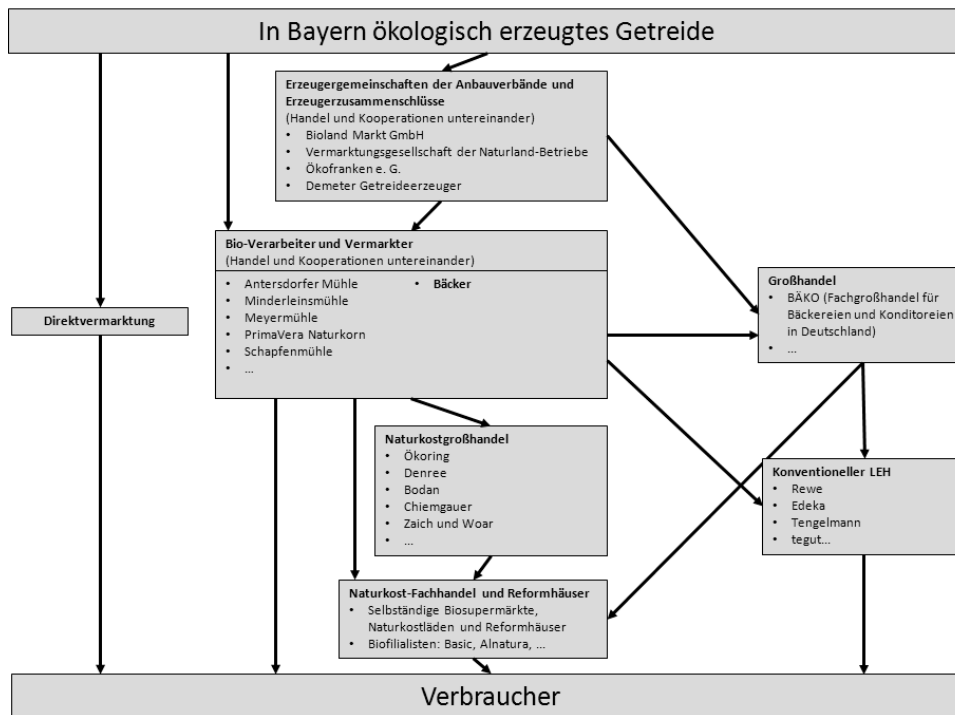 In Bayern ökologisch erzeugtes Getreide
Erzeugergemeinschaften der Anbauverbände und
Erzeugerzusammenschlüsse
(Handel und Kooperationen untereinander)
• Bioland Markt GmbH
• Vermarktungsgesellschaft der Naturland-Betriebe
• Ökofranken e. G.
• Demeter Getreideerzeuger
Bio-Verarbeiter und Vermarkter
(Handel und Kooperationen untereinander)
• Antersdorfer Mühle
• Minderleinsmühle
• Meyermühle
• PrimaVera Naturkorn
• Schapfenmühle
• ...
• Bäcker
Direktvermarktung
Großhandel
• BÄKO (Fachgroßhandel für
Bäckereien und Konditoreien
in Deutschland)
• ...
Naturkostgroßhandel
• Ökoring
• Denree
• Bodan
• Chiemgauer
• Zaich und Woar
• ...
Konventioneller LEH
• Rewe
• Edeka
• Tengelmann
• tegut...
Naturkost-Fachhandel und Reformhäuser
• Selbständige Biosupermärkte,
Naturkostläden und Reformhäuser
• Biofilialisten: Basic, Alnatura, ...
Verbraucher